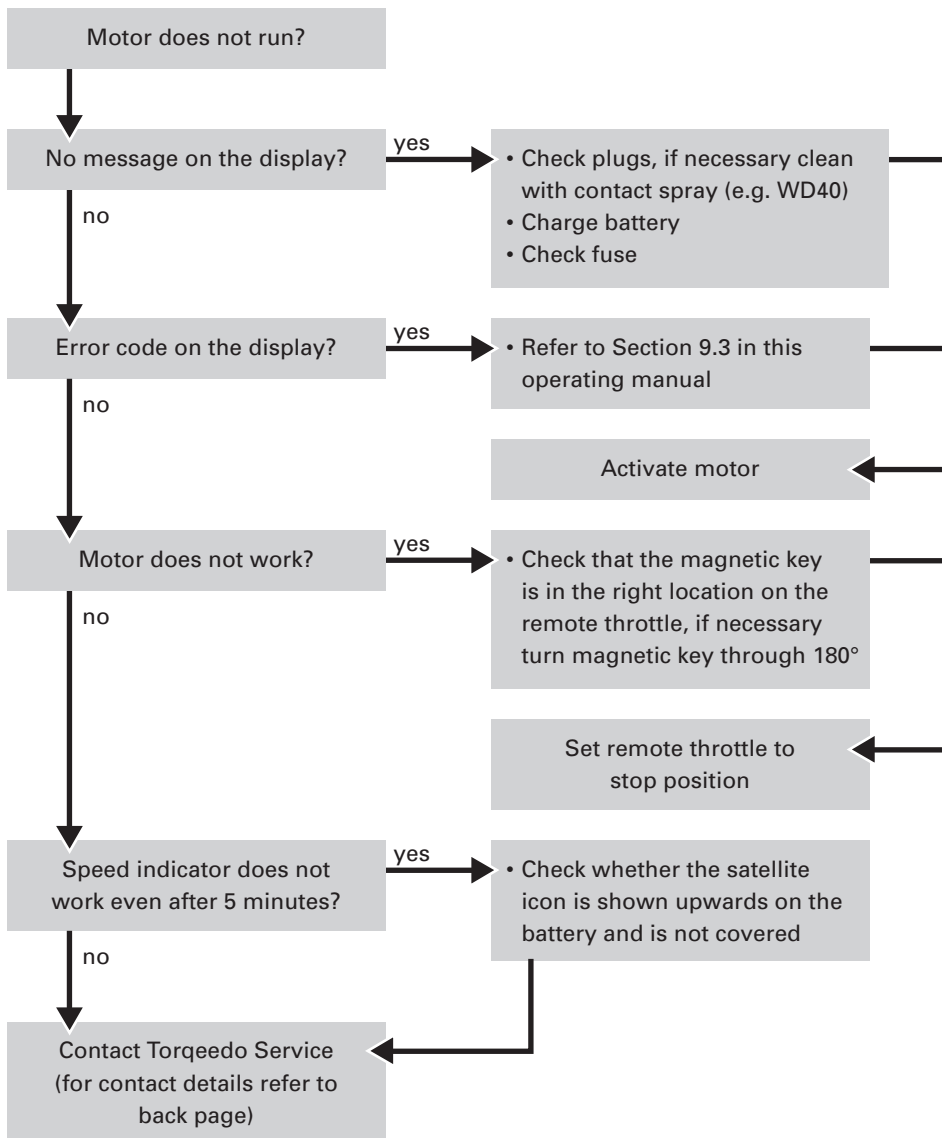 Motor does not run?
No message on the display?
yes
• Check plugs, if necessary clean
with contact spray (e.g. WD40)
• Charge battery
• Check fuse
no
Error code on the display?
yes
• Refer to Section 9.3 in this
operating manual
no
Activate motor
Motor does not work?
yes
• Check that the magnetic key
is in the right location on the
remote throttle, if necessary
turn magnetic key through 180°
no
Set remote throttle to
stop position
Speed indicator does not
work even after 5 minutes?
yes
• Check whether the satellite
icon is shown upwards on the
battery and is not covered
no
Contact Torqeedo Service
(for contact details refer to
back page)